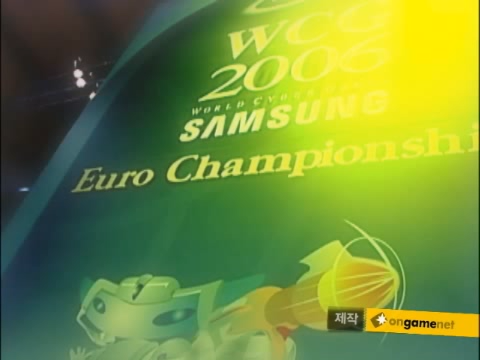 WCG
2006
WORLD CYBER GAMES
SAMSUNG
Euro Championshi
제작 ongamenet